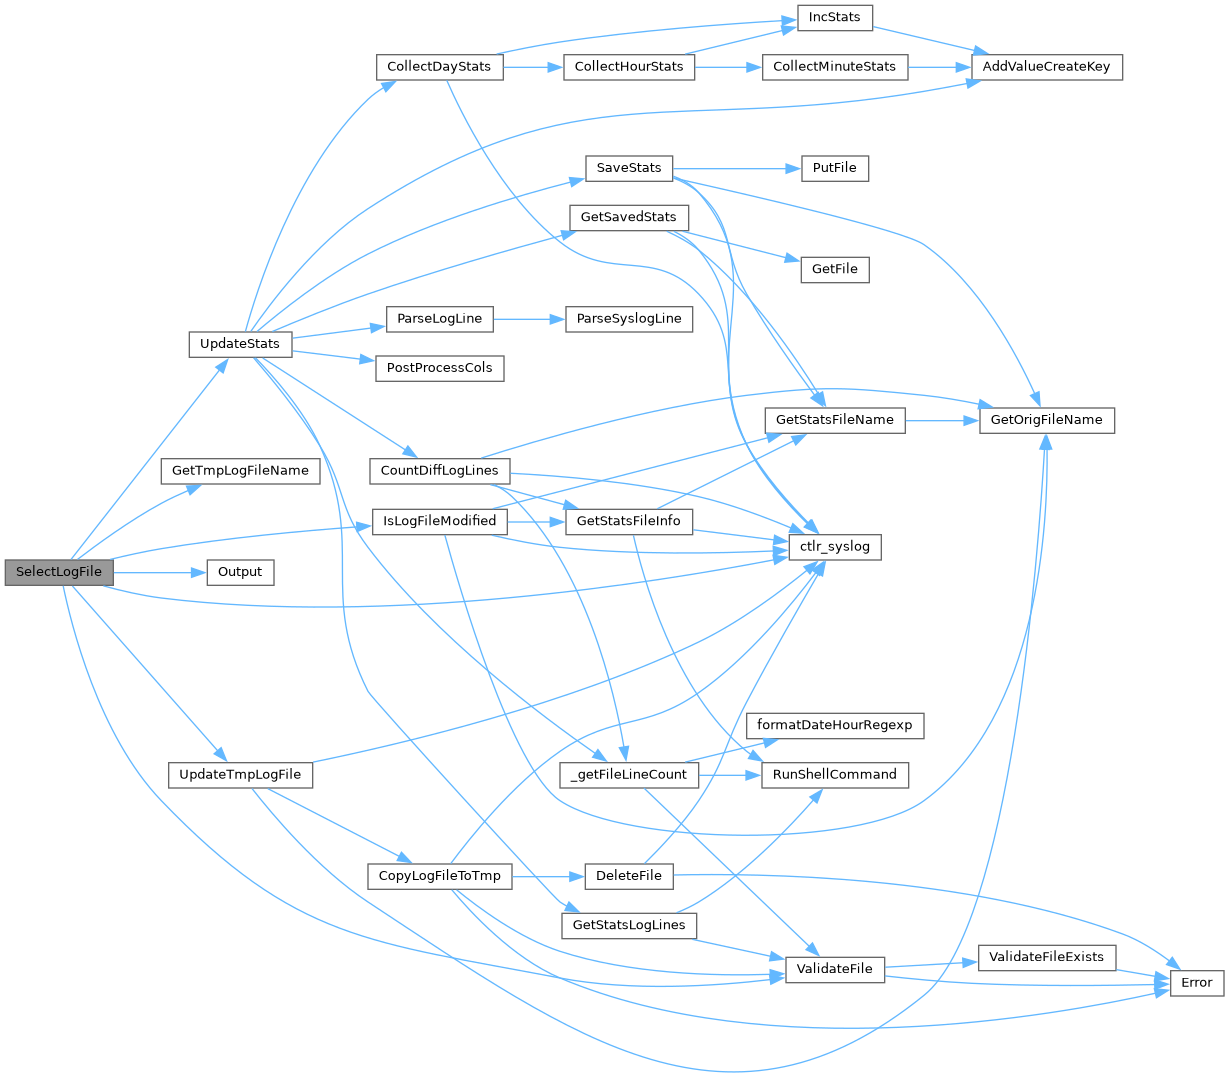 IncStats
CollectDayStats
CollectHourStats
CollectMinuteStats
AddValueCreateKey
SaveStats
PutFile
GetSavedStats
GetFile
ParseLogLine
ParseSyslogLine
UpdateStats
PostProcessCols
GetStatsFileName
GetOrigFileName
GetTmpLogFileName
CountDiffLogLines
IsLogFileModified
GetStatsFileInfo
ctlr_syslog
SelectLogFile
Output
formatDateHourRegexp
UpdateTmpLogFile
_getFileLineCount
RunShellCommand
CopyLogFileToTmp
DeleteFile
GetStatsLogLines
ValidateFile
ValidateFileExists
Error